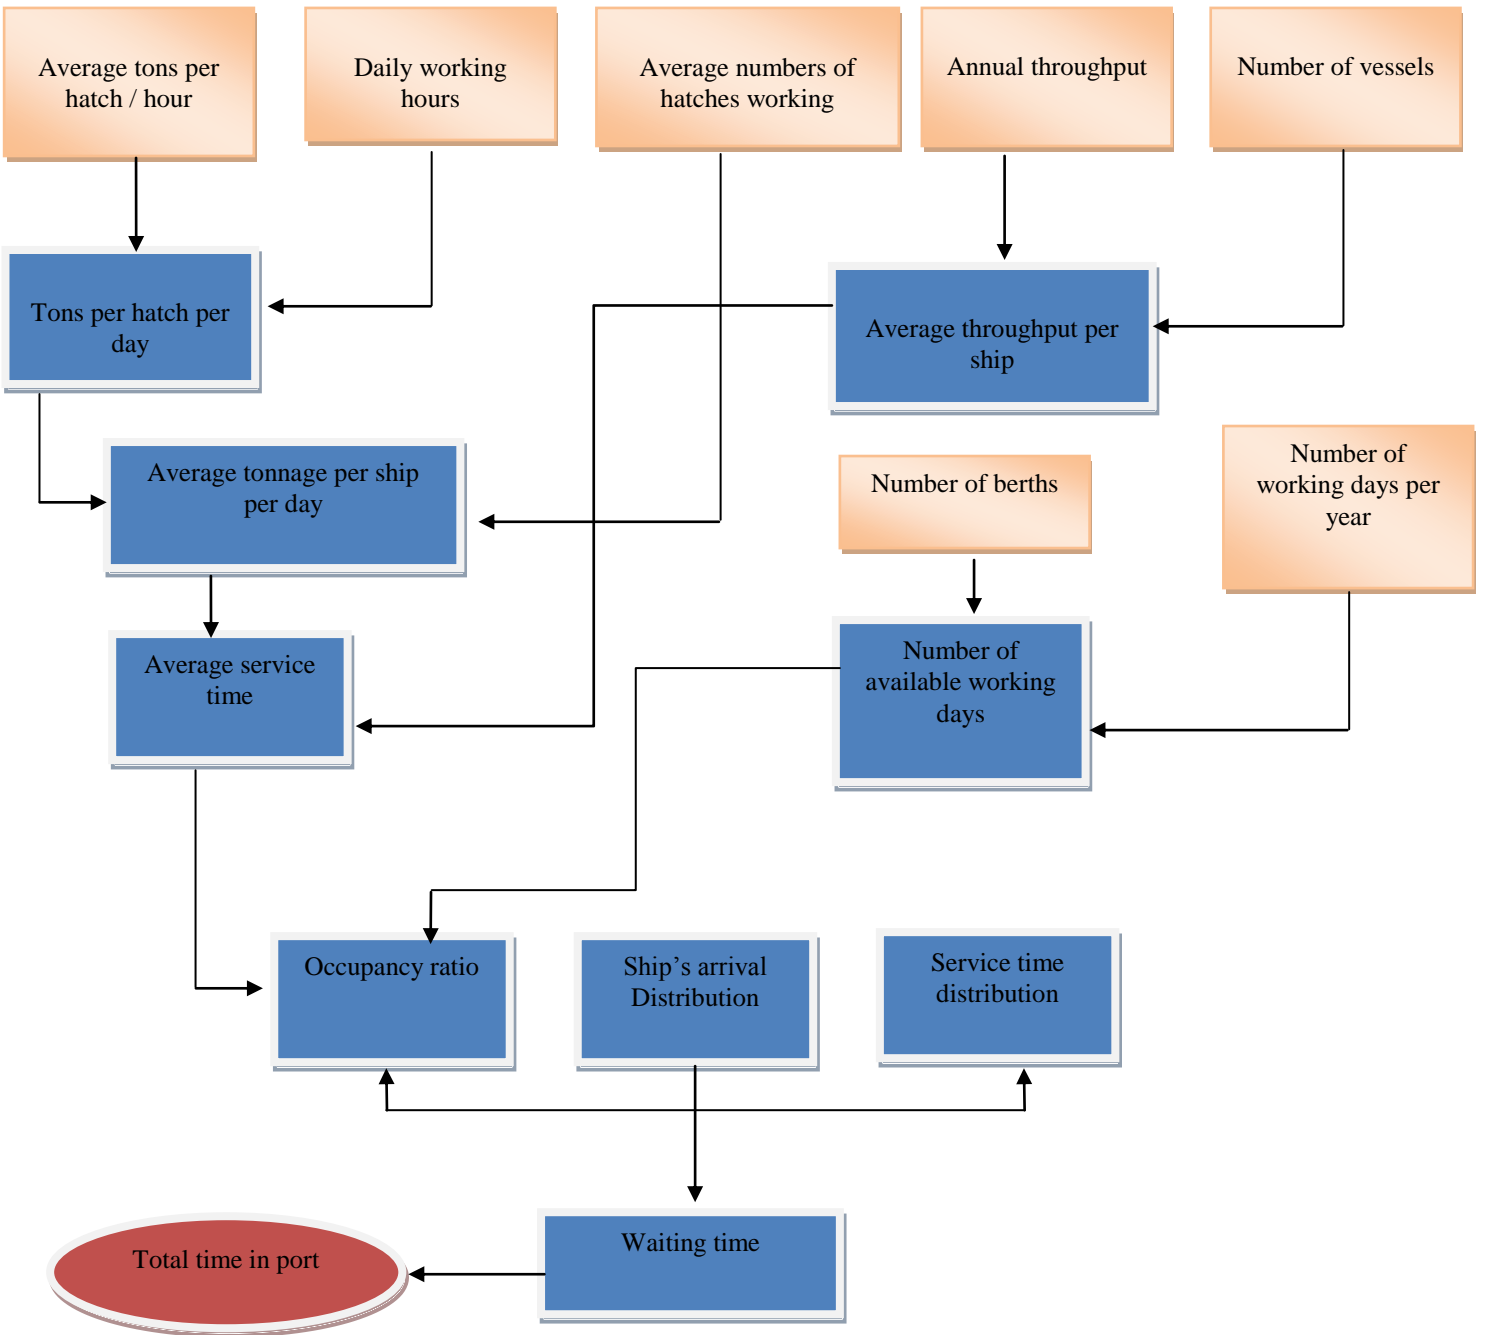 Average tons per
hatch / hour
Daily working
hours
Average numbers of
hatches working
Annual throughput
Number of vessels
Tons per hatch per
day
Average throughput per
ship
Average tonnage per ship
per day
Number of berths
Number of
working days per
year
Average service
time
Number of
available working
days
Occupancy ratio
Ship’s arrival
Distribution
Service time
distribution
Waiting time
Total time in port